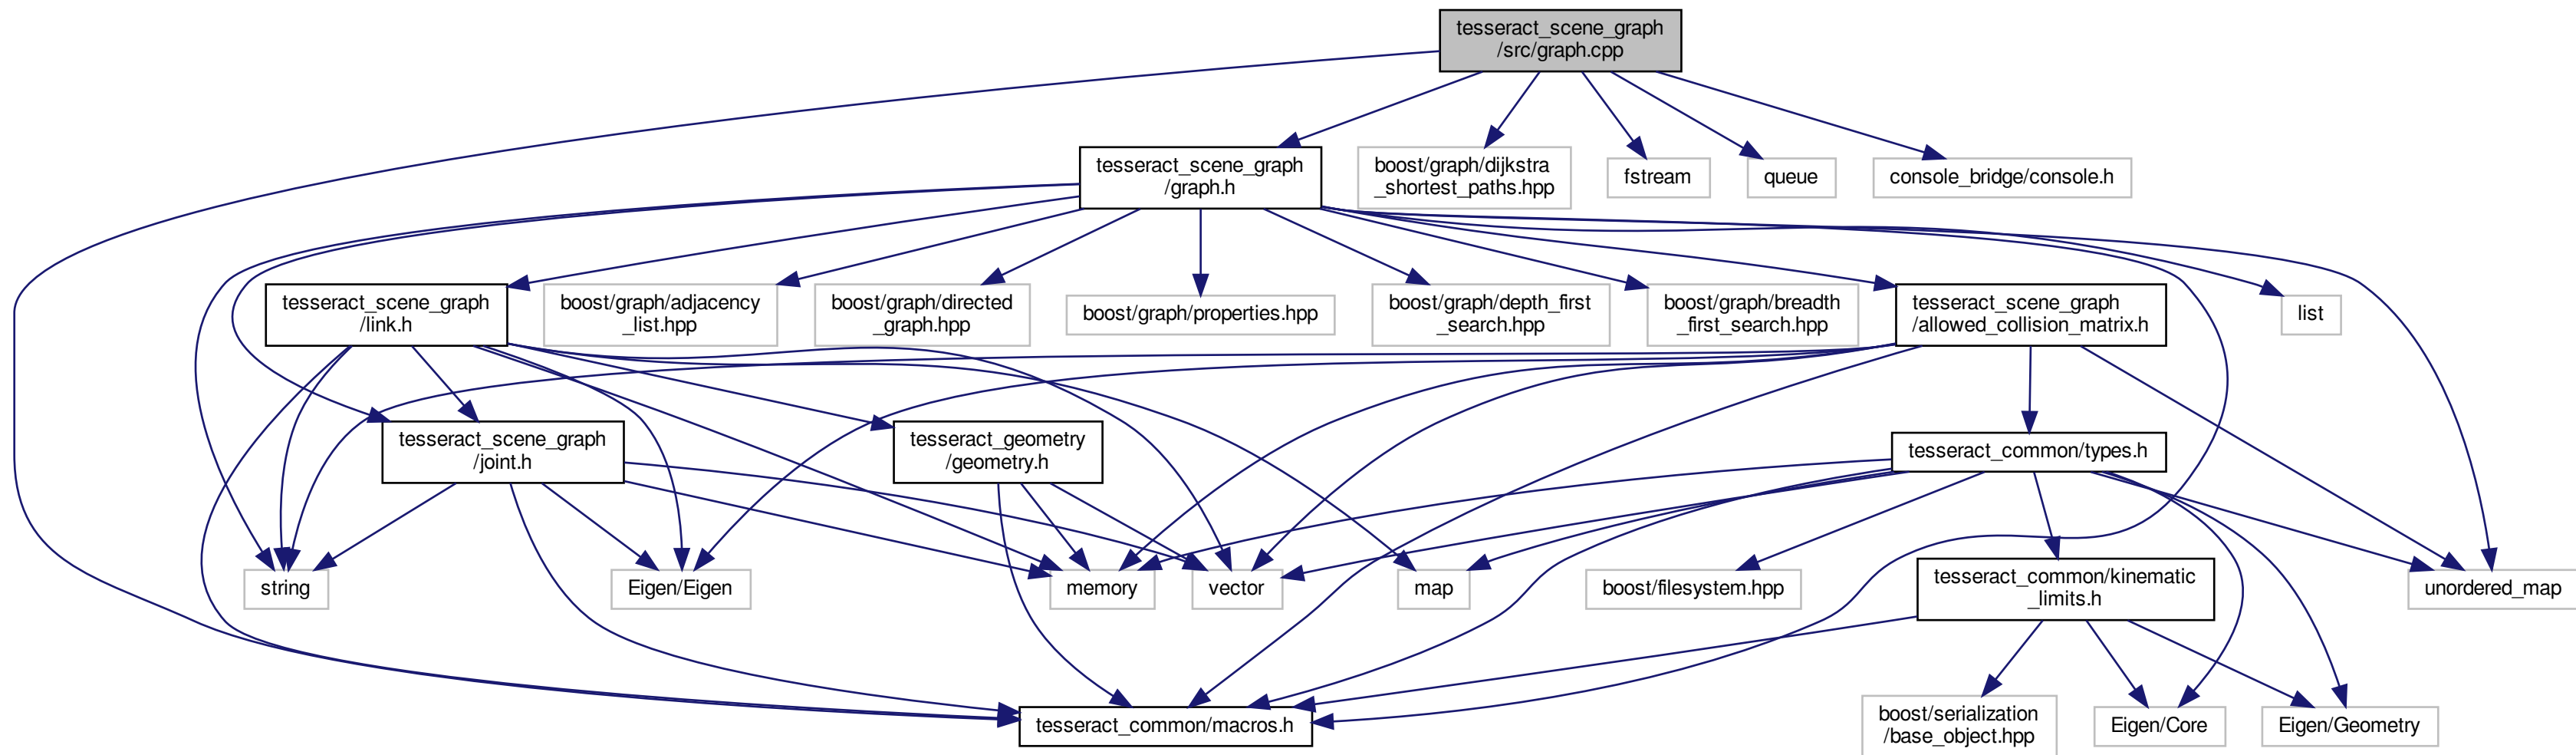 tesseract_scene_graph
/src/graph.cpp
tesseract_scene_graph
/graph.h
boost/graph/dijkstra
_shortest_paths.hpp
fstream
queue
console_bridge/console.h
tesseract_scene_graph
/link.h
boost/graph/adjacency
_list.hpp
boost/graph/directed
_graph.hpp
boost/graph/properties.hpp
boost/graph/depth_first
_search.hpp
boost/graph/breadth
_first_search.hpp
tesseract_scene_graph
/allowed_collision_matrix.h
list
tesseract_scene_graph
/joint.h
tesseract_geometry
/geometry.h
tesseract_common/types.h
string
Eigen/Eigen
memory
vector
map
boost/filesystem.hpp
tesseract_common/kinematic
_limits.h
unordered_map
tesseract_common/macros.h
boost/serialization
/base_object.hpp
Eigen/Core
Eigen/Geometry